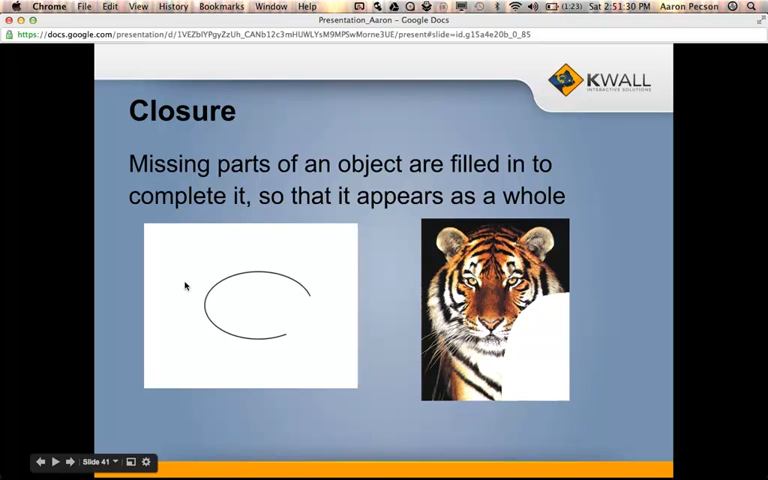 Chrome File Edit View History Bookmarks Window Help (1:23) Sat 2:51:30 PM Aaron Pecson
Presentation_Aaron - Google Docs
https://docs.google.com/presentation/d/1VEZblYPgyZzUh_CANb12c3mHUWLYsM9MPSwMorne3UE/present#slide=id.g15a4e20b_0_85
KWALL
INTERACTIVE SOLUTIONS
Closure
Missing parts of an object are filled in to
complete it, so that it appears as a whole
Slide 41